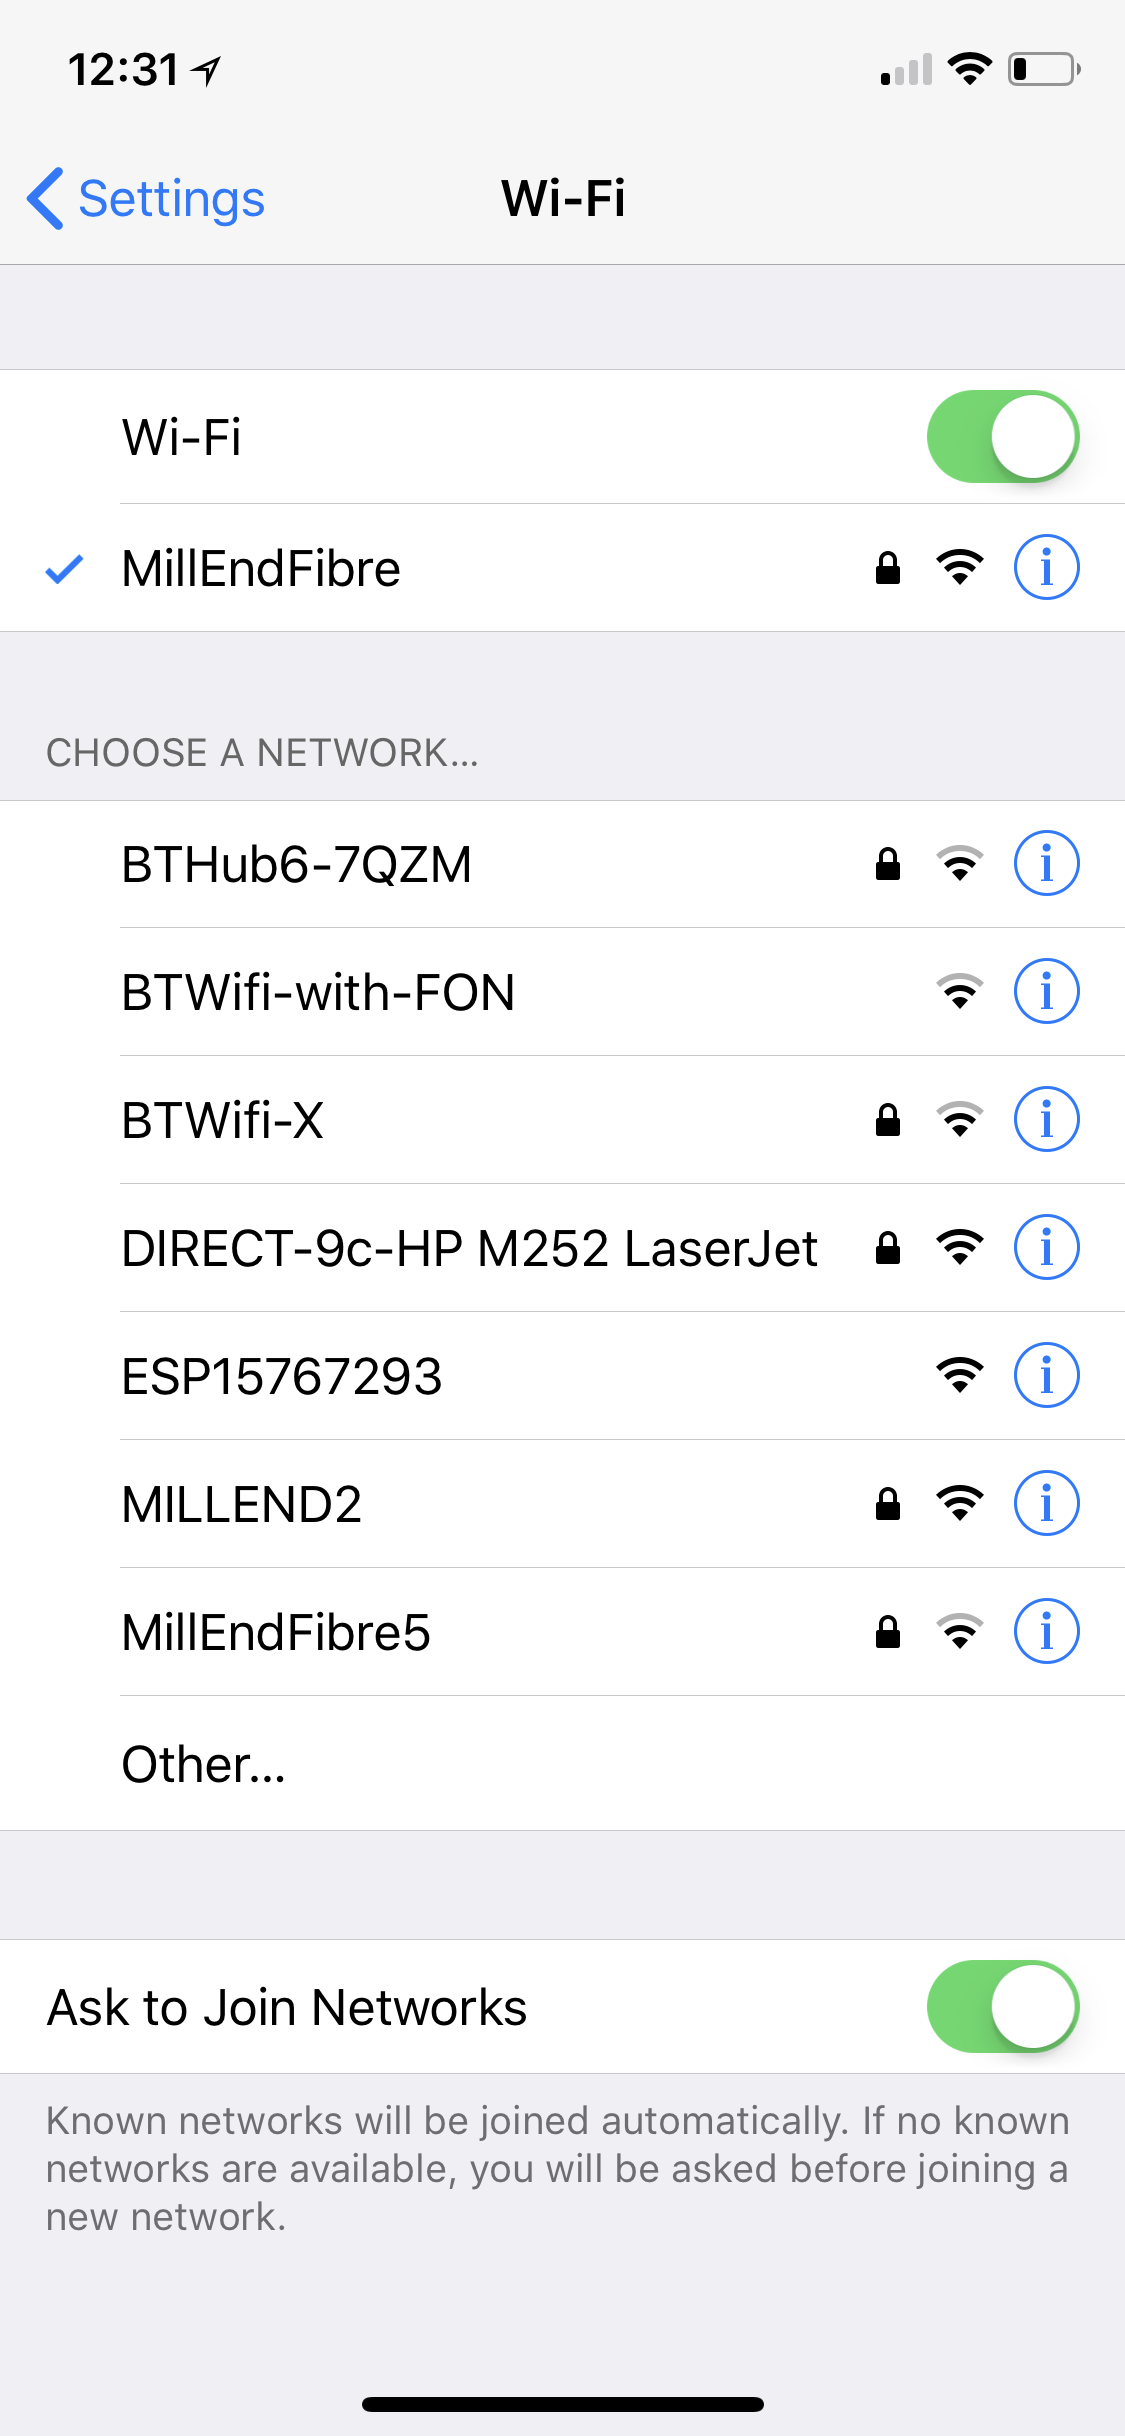 12:31
Settings
Wi-Fi
Wi-Fi
MillEndFibre
CHOOSE A NETWORK...
BTHub6-7QZM
BTWifi-with-FON
BTWifi-X
DIRECT-9c-HP M252 LaserJet
ESP15767293
MILLEND2
MillEndFibre5
Other...
Ask to Join Networks
Known networks will be joined automatically. If no known
networks are available, you will be asked before joining a
new network.